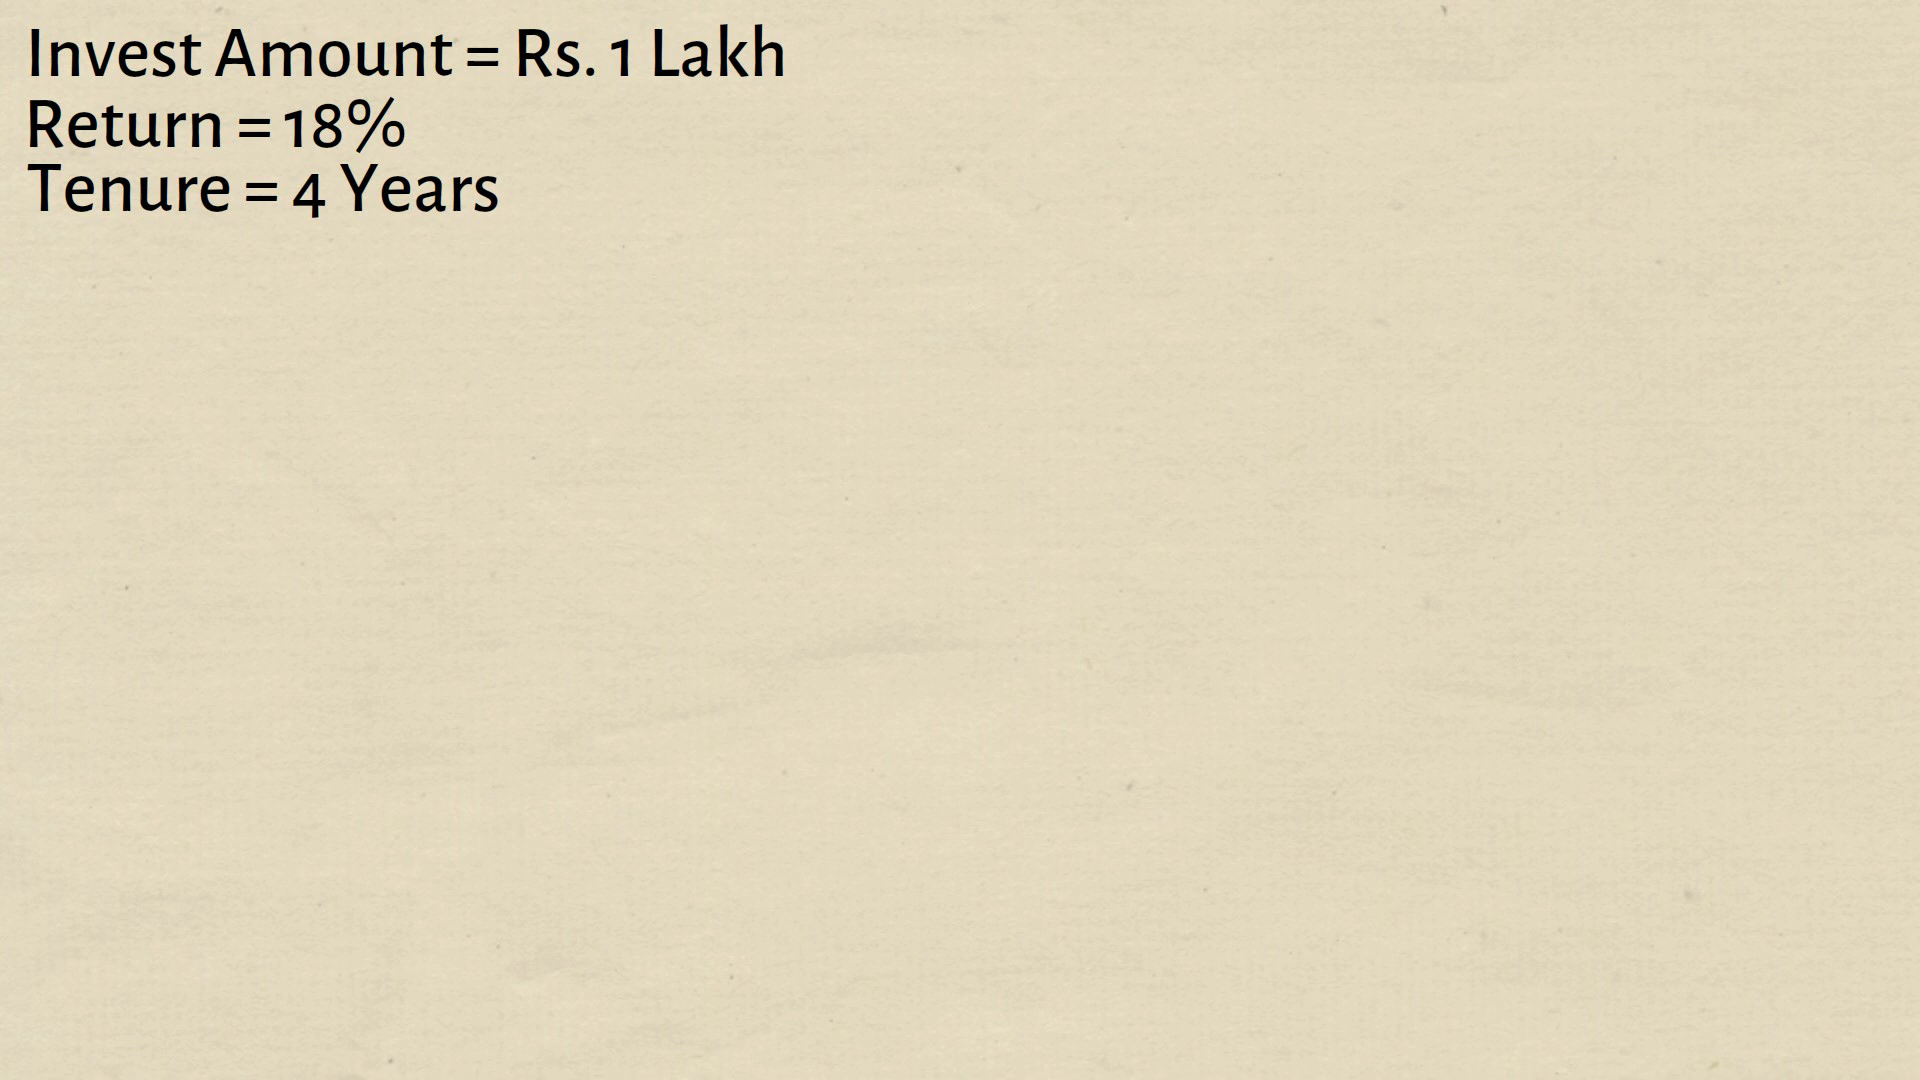 Invest Amount = Rs. 1 Lakh
Return = 18%
Tenure = 4 Years